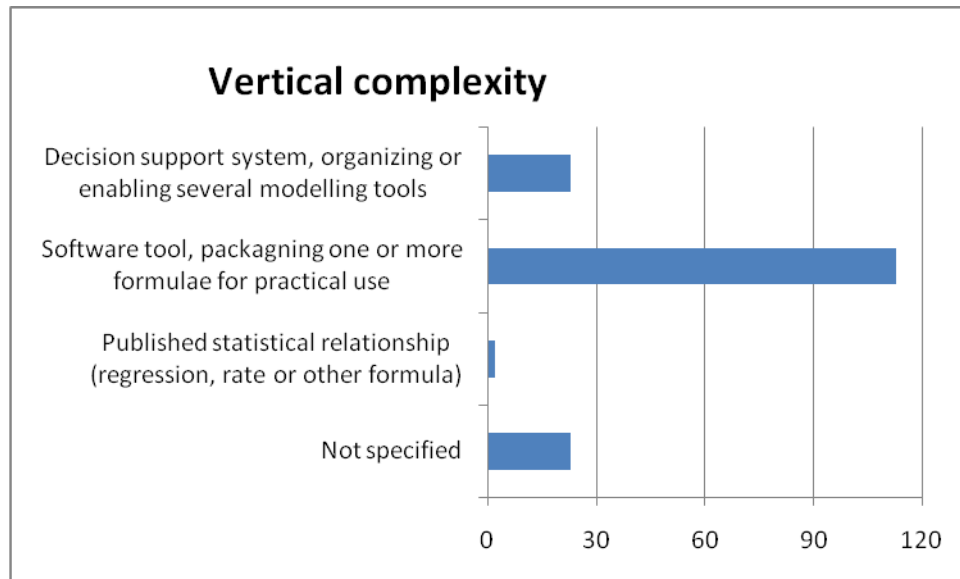 Vertical complexity
Decision support system, organizing or
enabling several modelling tools
Software tool, packagning one or more
formulae for practical use
Published statistical relationship
(regression, rate or other formula)
Not specified
0 30 60 90 120